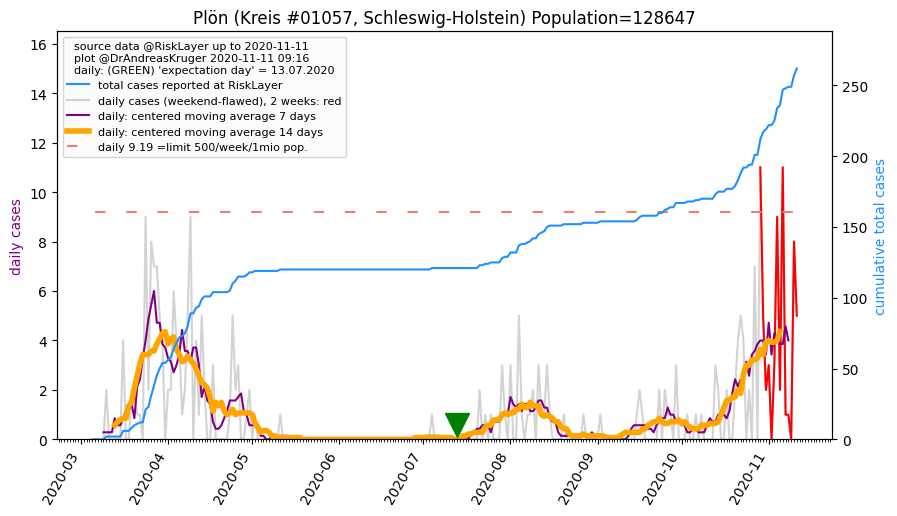 Plön (Kreis #01057, Schleswig-Holstein) Population=128647
source data @RiskLayer up to 2020-11-11
plot @DrAndreasKruger 2020-11-11 09:16
daily: (GREEN) 'expectation day' = 13.07.2020
total cases reported at RiskLayer
daily cases (weekend-flawed), 2 weeks: red
daily: centered moving average 7 days
daily: centered moving average 14 days
daily 9.19 =limit 500/week/1mio pop.
daily cases
16
14
12
10
8
6
4
2
0
cumulative total cases
250
200
150
100
50
0
2020-03
2020-04
2020-05
2020-06
2020-07
2020-08
2020-09
2020-10
2020-11